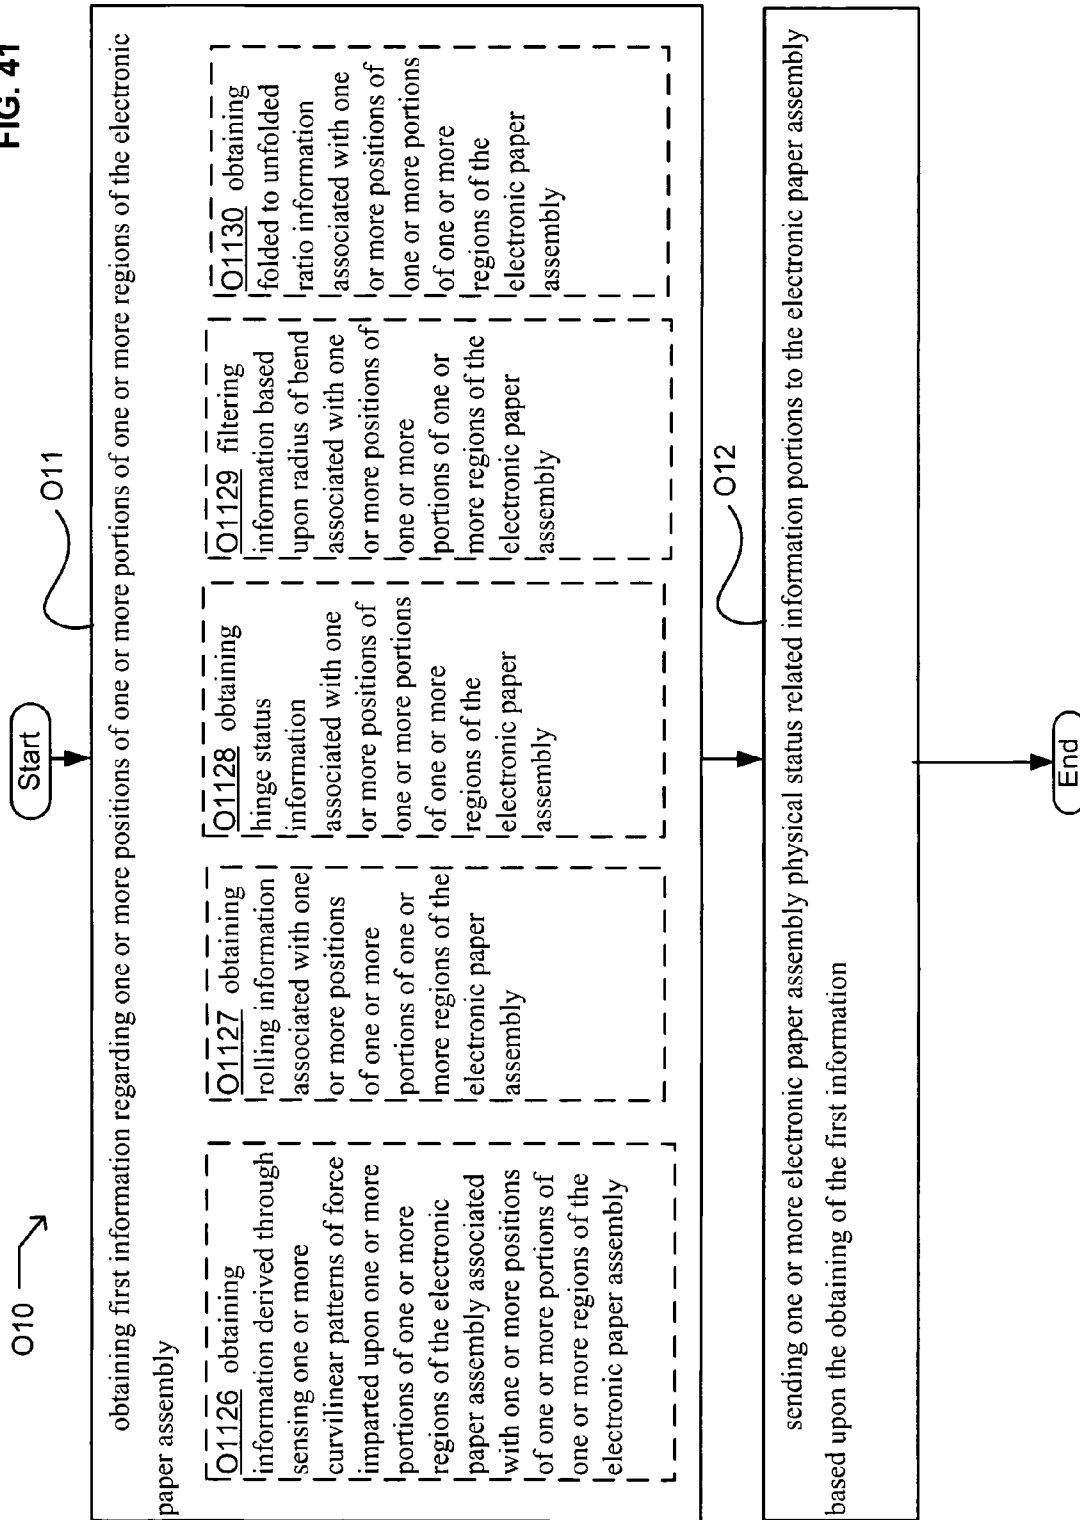 FIG. 41
O10
Start
O11
obtaining first information regarding one or more positions of one or more portions of one or more regions of the electronic
paper assembly
O1126 obtaining
information derived through
sensing one or more
curvilinear patterns of force
imparted upon one or more
portions of one or more
regions of the electronic
paper assembly associated
with one or more positions
of one or more portions of
one or more regions of the
electronic paper assembly
O1127 obtaining
rolling information
associated with one
or more positions
of one or more
portions of one or
more regions of the
electronic paper
assembly
O1128 obtaining
hinge status
information
associated with one
or more positions of
one or more portions
of one or more
regions of the
electronic paper
assembly
O1129 filtering
information based
upon radius of bend
associated with one
or more positions of
one or more
portions of one or
more regions of the
electronic paper
assembly
O1130 obtaining
folded to unfolded
ratio information
associated with one
or more positions of
one or more portions
of one or more
regions of the
electronic paper
assembly
O12
sending one or more electronic paper assembly physical status related information portions to the electronic paper assembly
based upon the obtaining of the first information
End